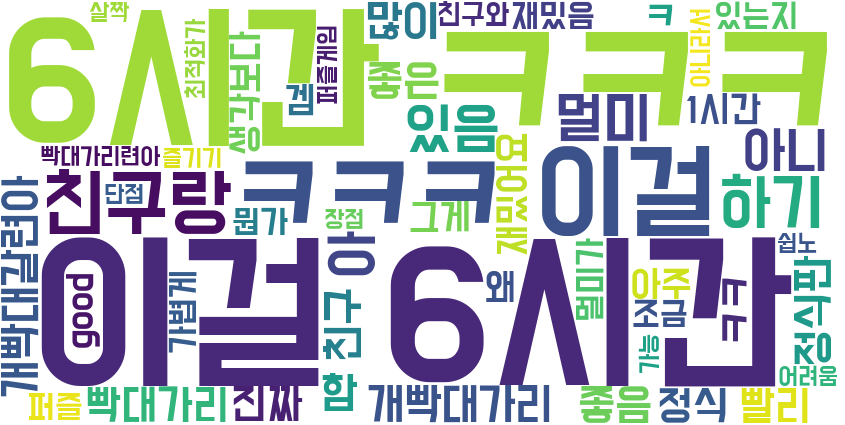 6시간
ㅋㅋㅋ
살짝
최적화가
생각보다
겜
퍼즐게임
많이
좋은
친구와
재밌음
ㅋ
있는지
아니라서
있음
멀미
1시간
아니
빡대가리련아
즐기기
개빡대갈련아
친구랑
단점
ㅋㅋㅋ
뭔가
장점
그게
재밌어요
이걸
하기
이걸
6시간
good
가볍게
아
친구
함
왜
멀미가
아주
조금
ㅋㅋ
가능
쉽노
정식판
어려움
퍼즐
빡대가리
진짜
개빡대가리
좋음
정식
빨리